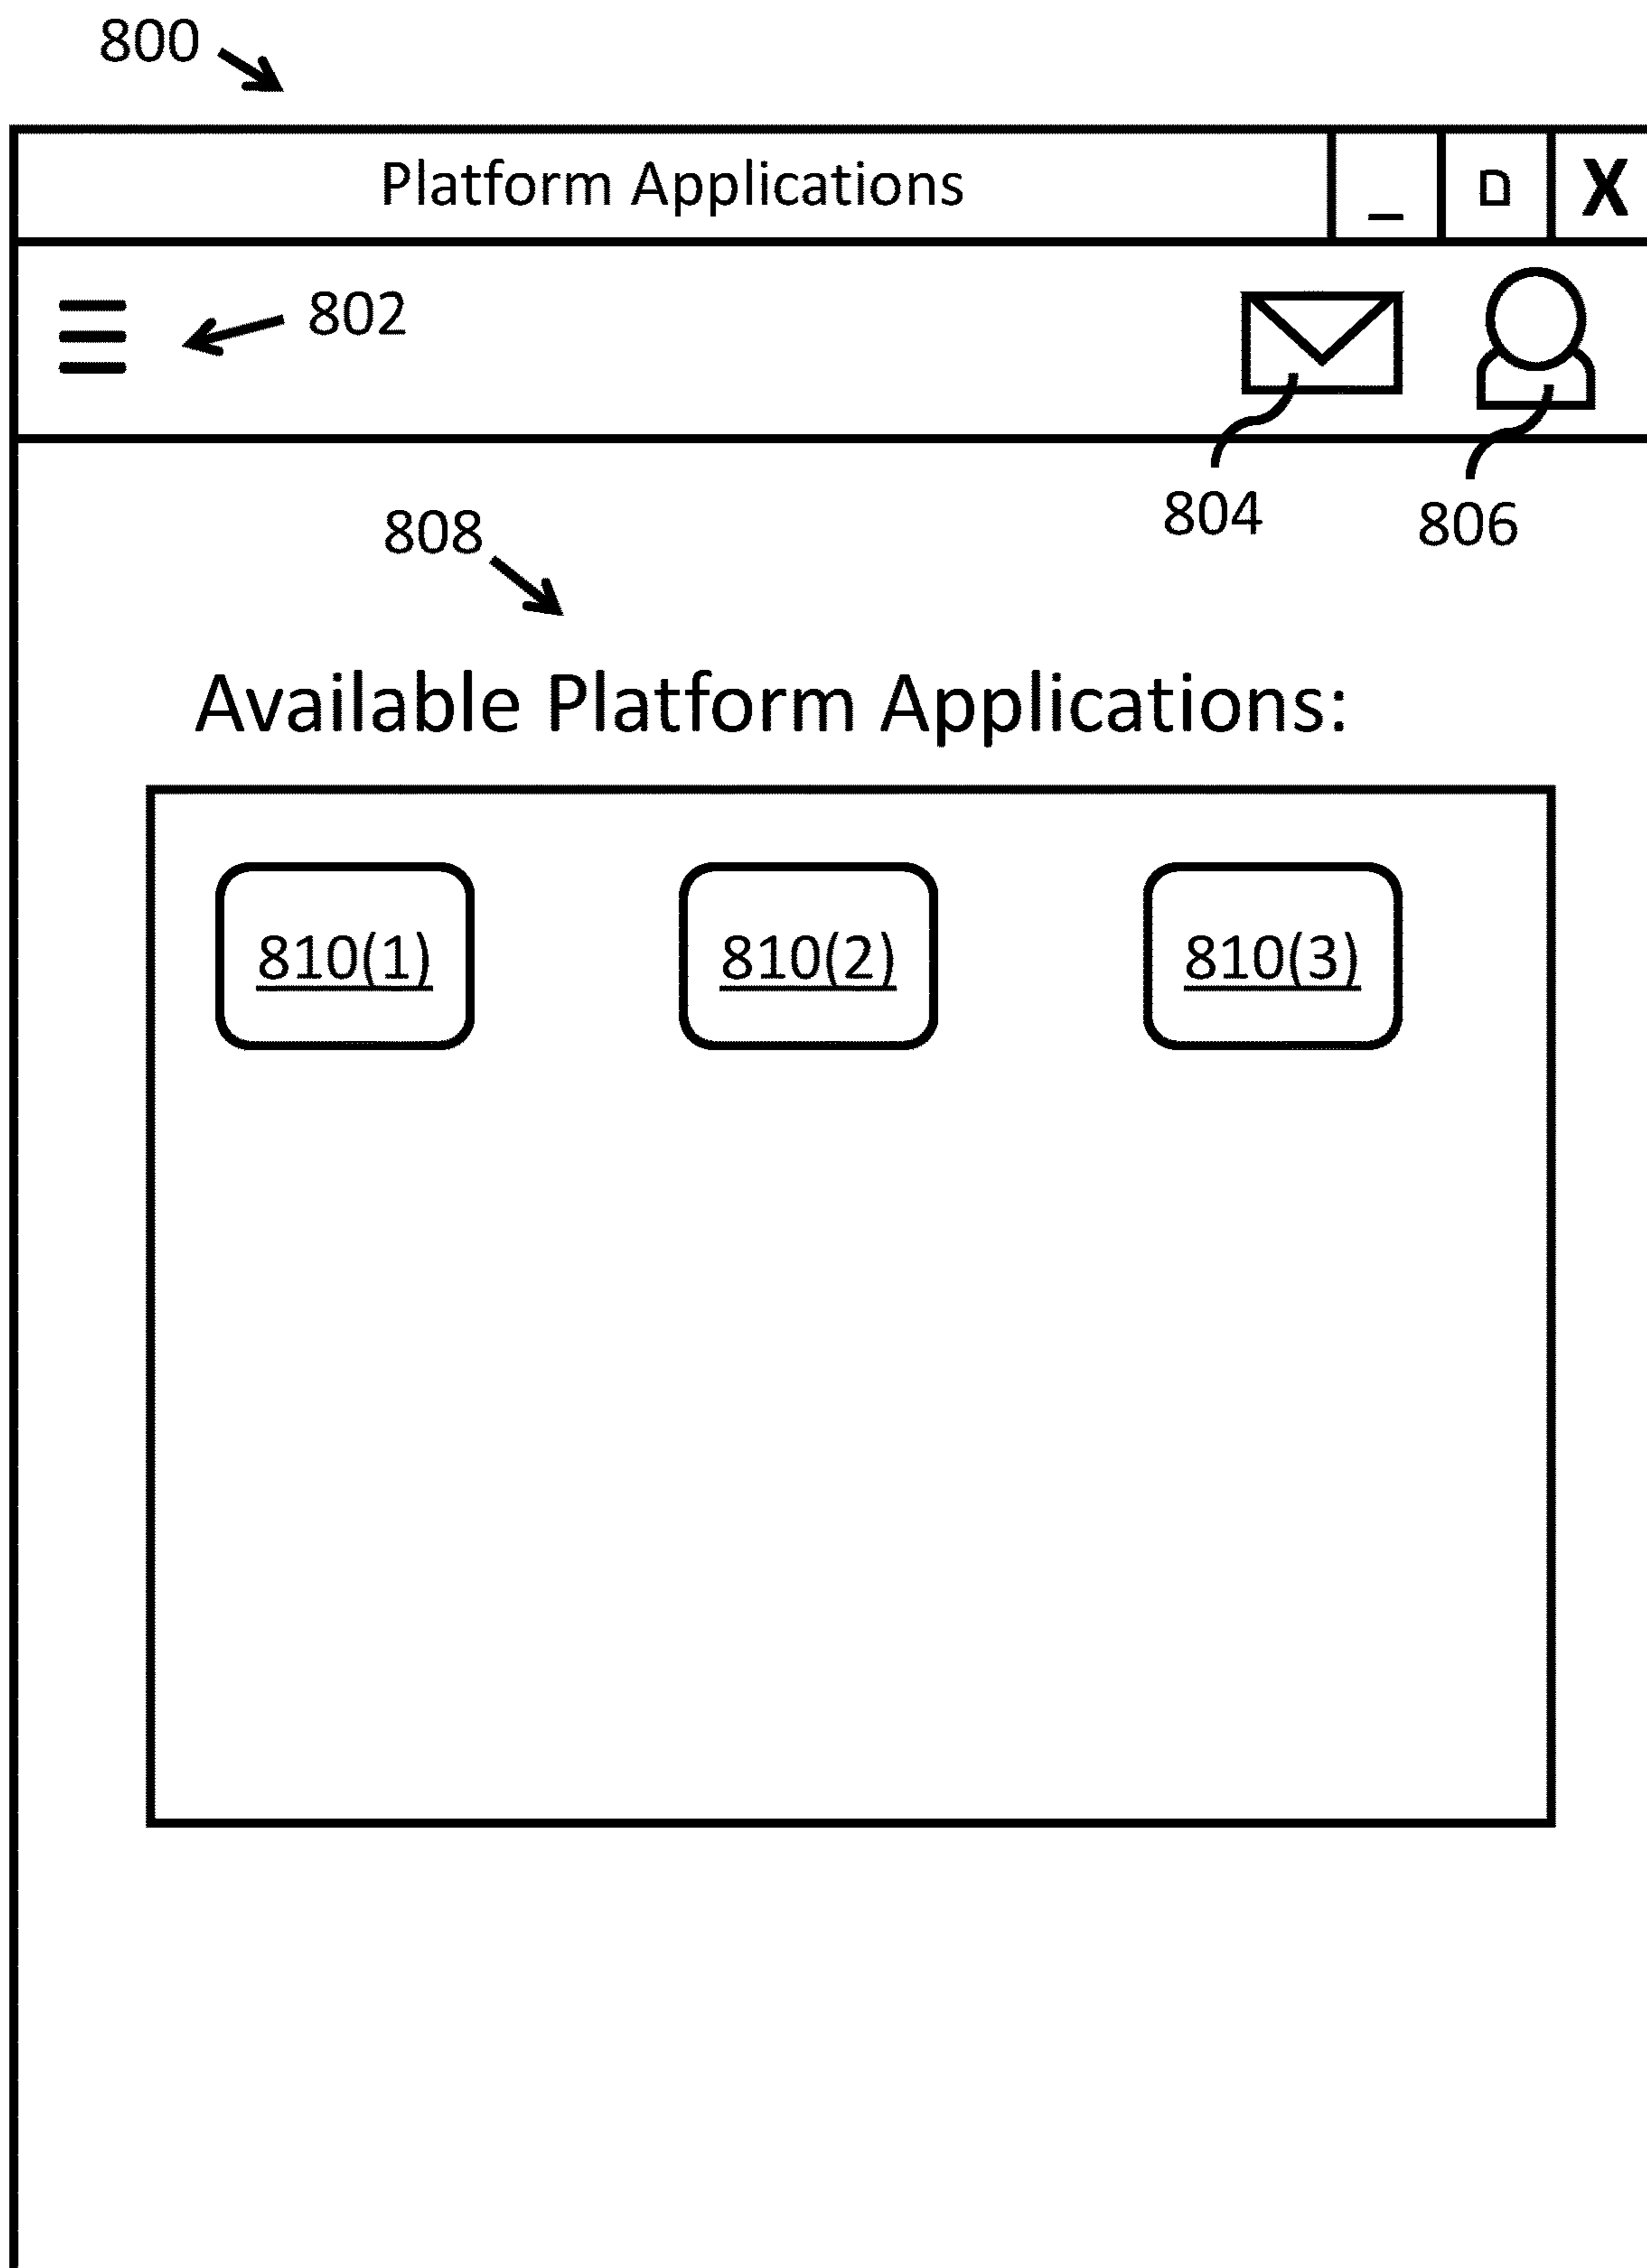 800
Platform Applications _ X
802
804 806
808
Available Platform Applications:
810(1) 810(2) 810(3)